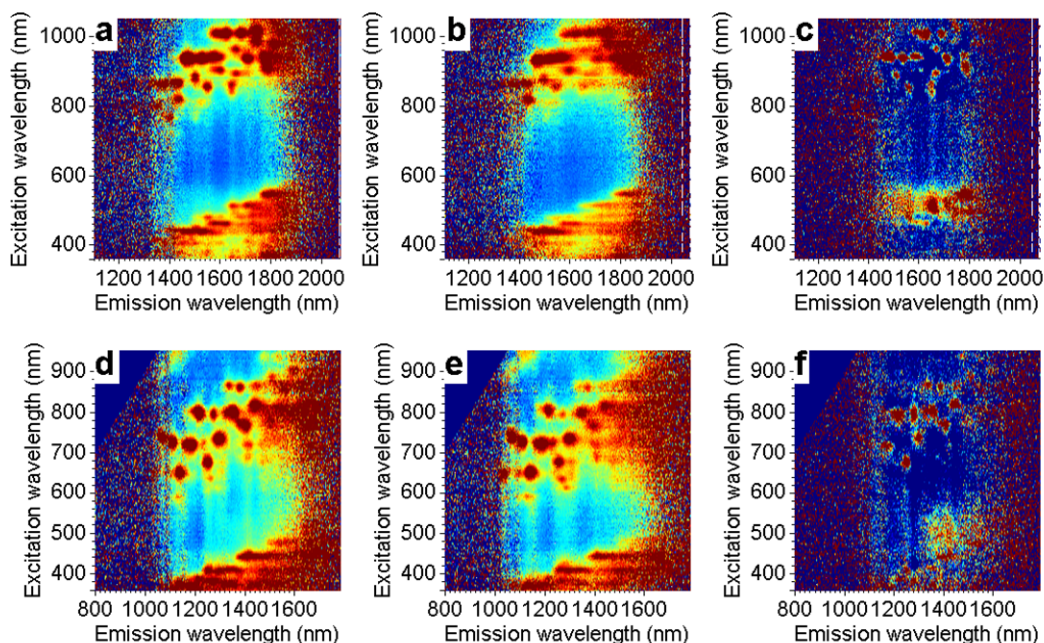 a
b
c
Excitation wavelength (nm)
1000
800
600
400
Excitation wavelength (nm)
1000
800
600
400
Excitation wavelength (nm)
1000
800
600
400
1200 1400 1600 1800 2000
1200 1400 1600 1800 2000
1200 1400 1600 1800 2000
Emission wavelength (nm)
Emission wavelength (nm)
Emission wavelength (nm)
d
e
f
Excitation wavelength (nm)
900
800
700
600
500
400
Excitation wavelength (nm)
900
800
700
600
500
400
Excitation wavelength (nm)
900
800
700
600
500
400
800 1000 1200 1400 1600
800 1000 1200 1400 1600
800 1000 1200 1400 1600
Emission wavelength (nm)
Emission wavelength (nm)
Emission wavelength (nm)